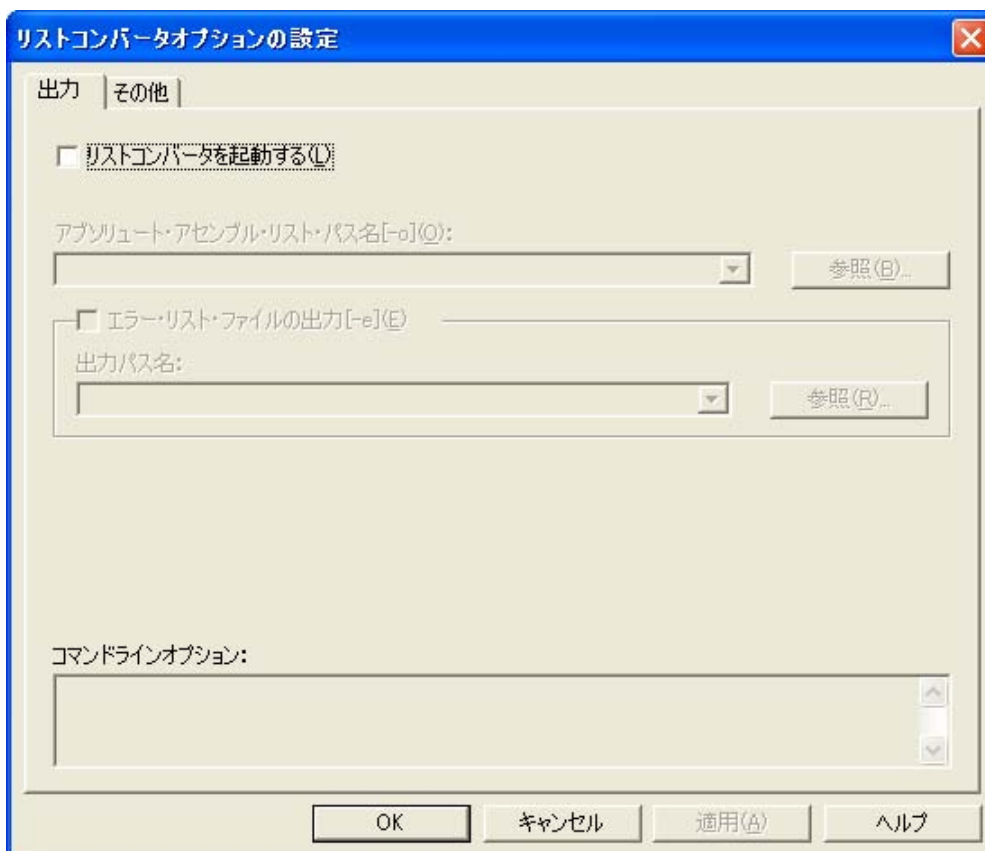 リストコンバータオプションの設定
出力 その他
リストコンバータを起動する(L)
アブソリュート・アセンブル・リスト・パス名[-o](O):
参照(B)...
エラー・リスト・ファイルの出力[-e](E)
出力パス名:
参照(R)...
コマンドラインオプション:
OK キャンセル 適用(A) ヘルプ